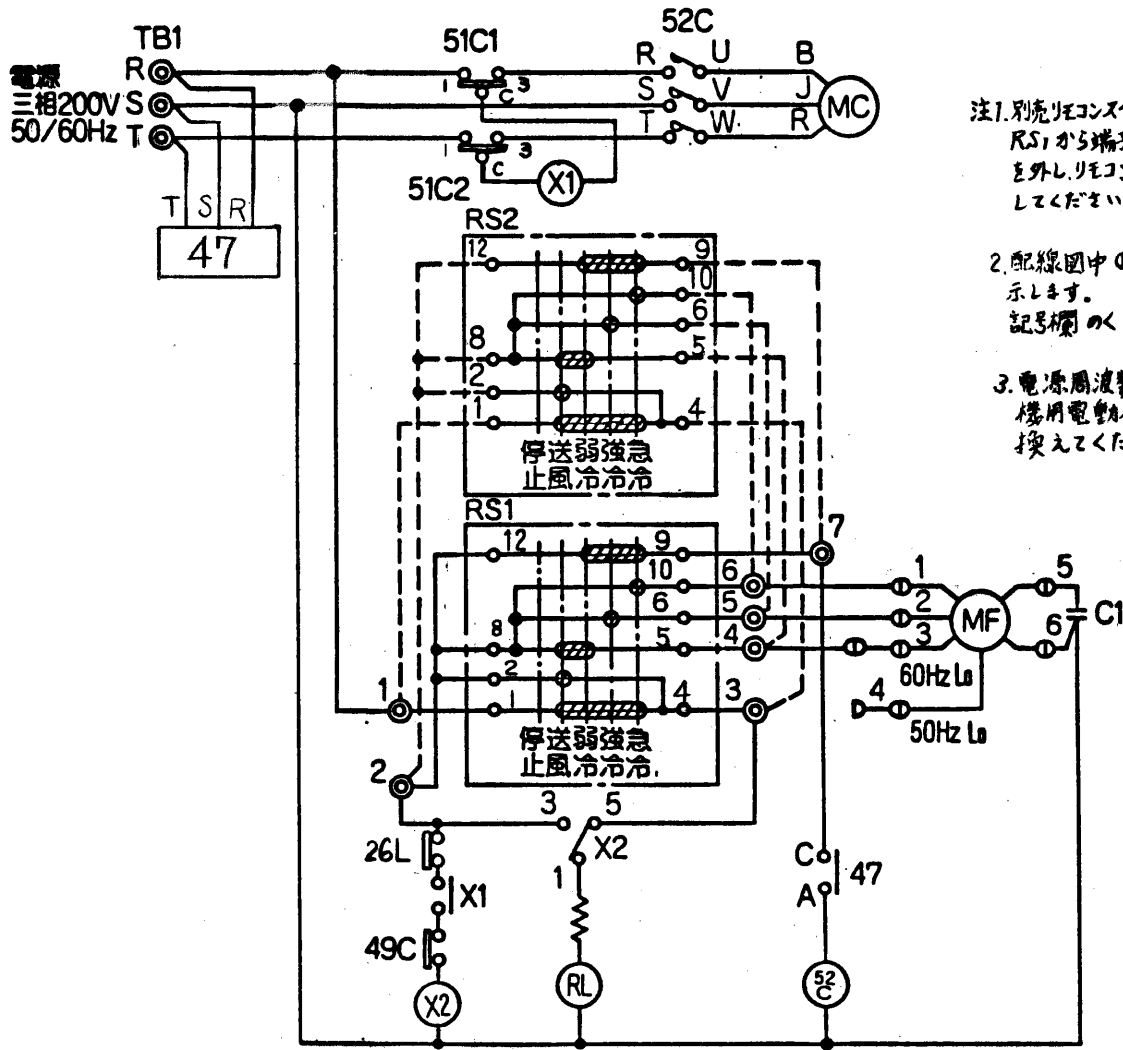 TB1
電源
三相200V
50/60Hz
R
S
T
T S R
47
51C1
1 C 3
51C2
1 C 3
X1
52C
R U B
S V J
T W. R
MC
注1.別売リモコンス
RS1から端
を外し、リモコ
してください
2.配線図中の
示します。
記号欄のく
3.電源周波
機用電動
換えてくだ
RS2
12 9
10
6
8 5
2
1 4
停送弱強急
止風冷冷冷
RS1
12 9
10
6
8 5
2
1 4
停送弱強急
止風冷冷冷.
7
6
5
4
3
1
2
1
2
3
60Hz Lo
4
50Hz Lo
MF
5
6
C1
3 5
X2
1
26L
X1
49C
X2
RL
C
47
A
52
C